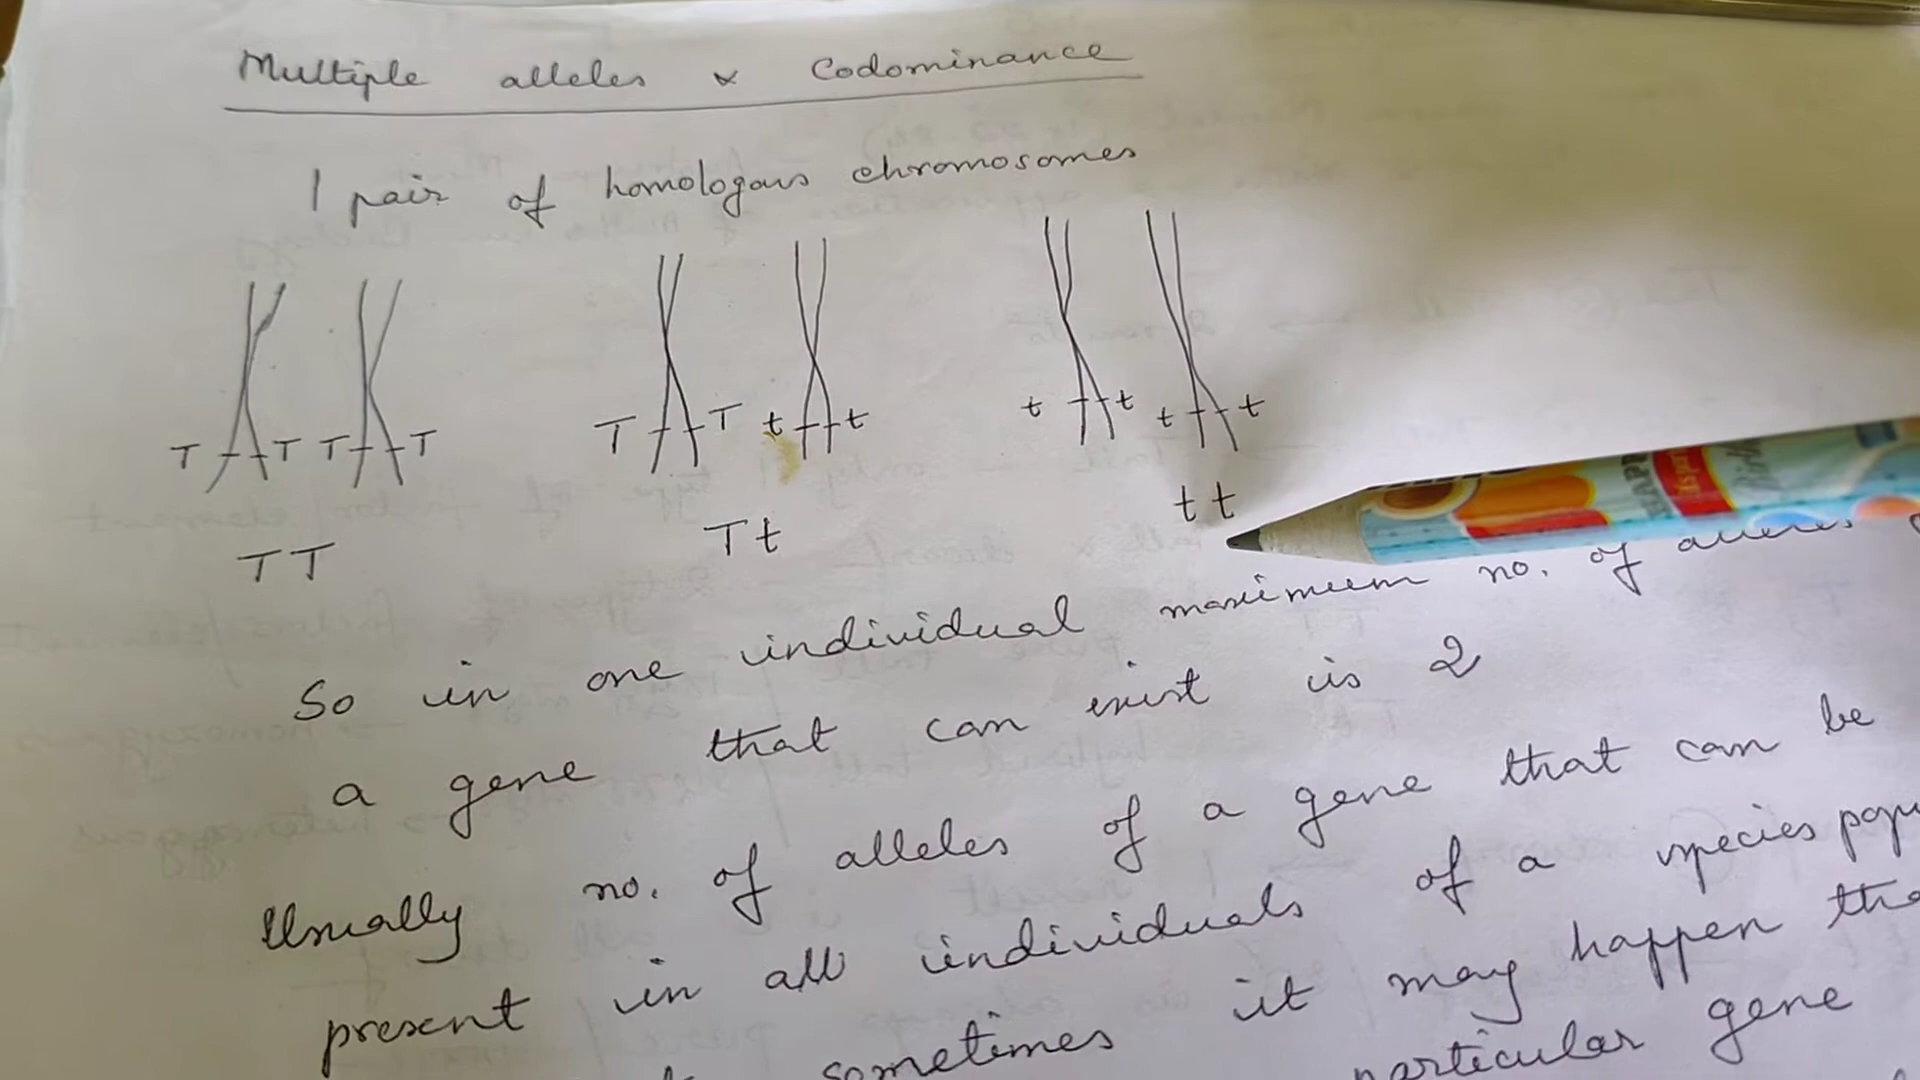 Multiple alleles & Codominance
1 pair of homologous chromosomes
T T T T T T t t t t t t
TT Tt tt
So in one individual maximum no. of alleles
a gene that can exist is 2
Usually no. of alleles of a gene that can be
present in all individuals of a species
sometimes it may happen
particular gene